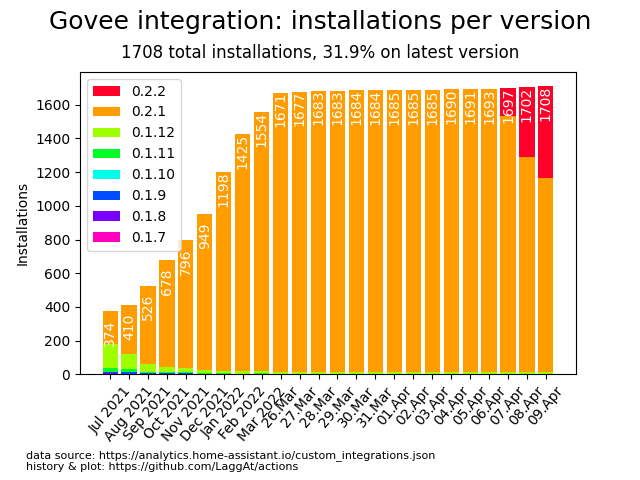 Govee integration: installations per version
1708 total installations, 31.9% on latest version
Installations
1600
1400
1200
1000
800
600
400
200
0
0.2.2
0.2.1
0.1.12
0.1.11
0.1.10
0.1.9
0.1.8
0.1.7
374
410
526
678
796
949
1198
1425
1554
1671
1677
1683
1683
1684
1684
1685
1685
1685
1690
1691
1693
1697
1702
1708
Jul 2021
Aug 2021
Sep 2021
Oct 2021
Nov 2021
Dec 2021
Jan 2022
Feb 2022
Mar 2022
26.Mar
27.Mar
28.Mar
29.Mar
30.Mar
31.Mar
01.Apr
02.Apr
03.Apr
04.Apr
05.Apr
06.Apr
07.Apr
08.Apr
09.Apr
data source: https://analytics.home-assistant.io/custom_integrations.json
history & plot: https://github.com/LaggAt/actions